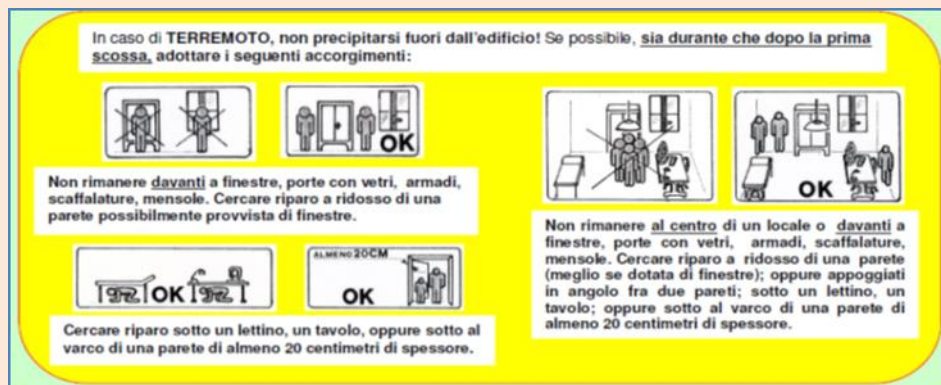 In caso di TERREMOTO, non precipitarsi fuori dall'edificio! Se possibile, sia durante che dopo la prima
scossa, adottare i seguenti accorgimenti:
OK
Non rimanere davanti a finestre, porte con vetri, armadi,
scaffalature, mensole. Cercare riparo a ridosso di una
parete possibilmente provvista di finestre.
OK
ALMENO 20CM
OK
Cercare riparo sotto un lettino, un tavolo, oppure sotto al
varco di una parete di almeno 20 centimetri di spessore.
OK
Non rimanere al centro di un locale o davanti a
finestre, porte con vetri, armadi, scaffalature,
mensole. Cercare riparo a ridosso di una parete
(meglio se dotata di finestre); oppure appoggiati
in angolo fra due pareti; sotto un lettino, un
tavolo; oppure sotto al varco di una parete di
almeno 20 centimetri di spessore.